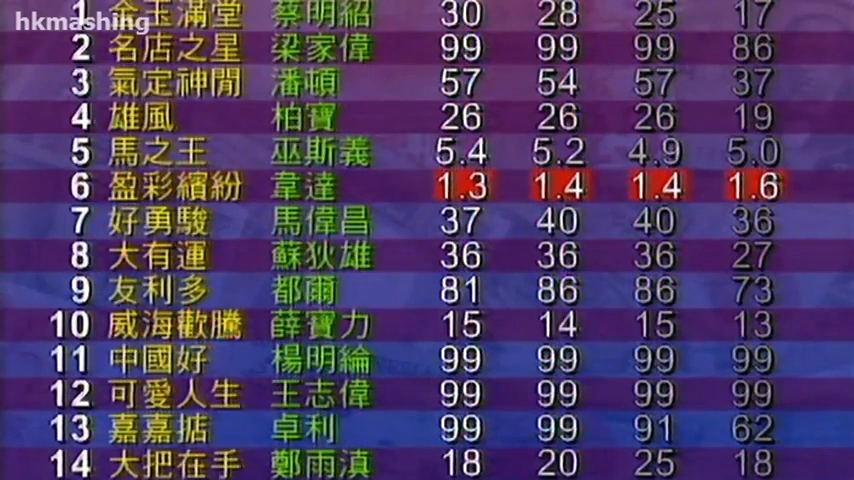 hkmashing
1 金玉滿堂 蔡明紹 30 28 25 17
2 名店之星 梁家偉 99 99 99 86
3 氣定神閒 潘頓 57 54 57 37
4 雄風 柏寶 26 26 26 19
5 馬之王 巫斯義 5.4 5.2 4.9 5.0
6 盈彩繽紛 韋達 1.3 1.4 1.4 1.6
7 好勇駿 馬偉昌 37 40 40 36
8 大有運 蘇狄雄 36 36 36 27
9 友利多 都爾 81 86 86 73
10 威海歡騰 薛寶力 15 14 15 13
11 中國好 楊明綸 99 99 99 99
12 可愛人生 王志偉 99 99 99 99
13 嘉嘉掂 卓利 99 99 91 62
14 大把在手 鄭雨滇 18 20 25 18